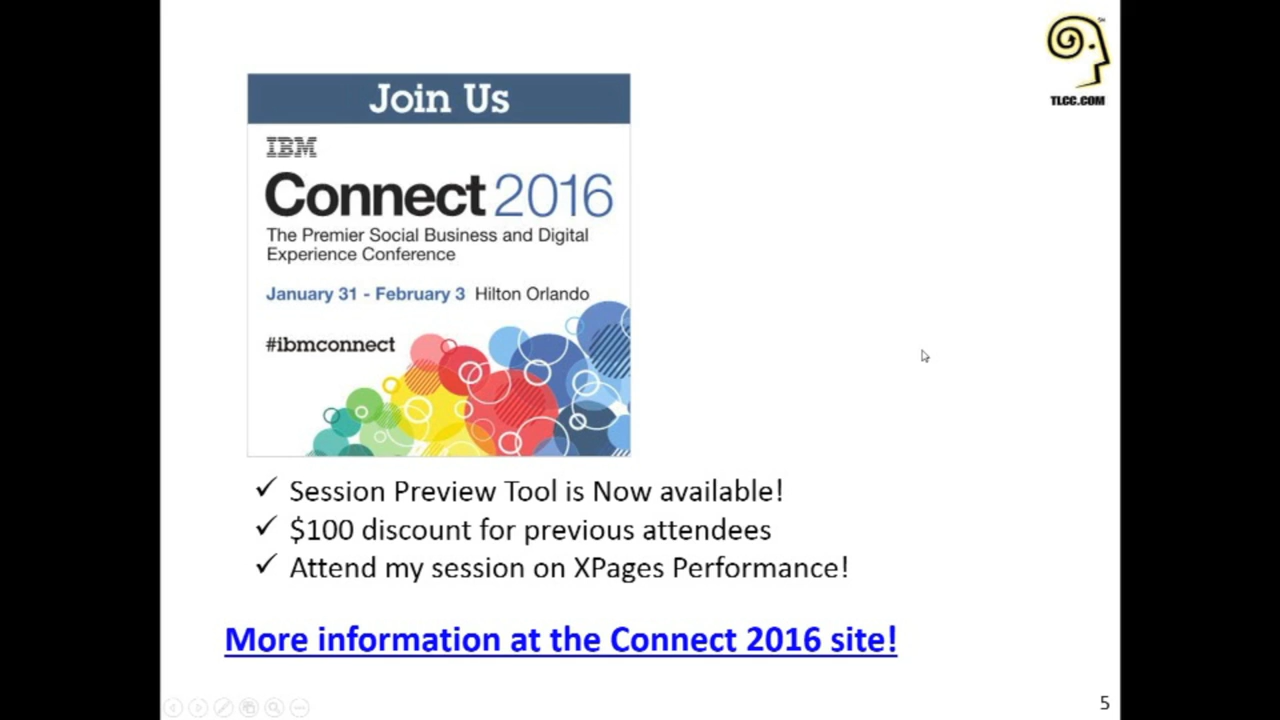 TLCC.COM
Join Us
IBM
Connect 2016
The Premier Social Business and Digital
Experience Conference
January 31 - February 3 Hilton Orlando
#ibmconnect
✓ Session Preview Tool is Now available!
✓ $100 discount for previous attendees
✓ Attend my session on XPages Performance!
More information at the Connect 2016 site!
5